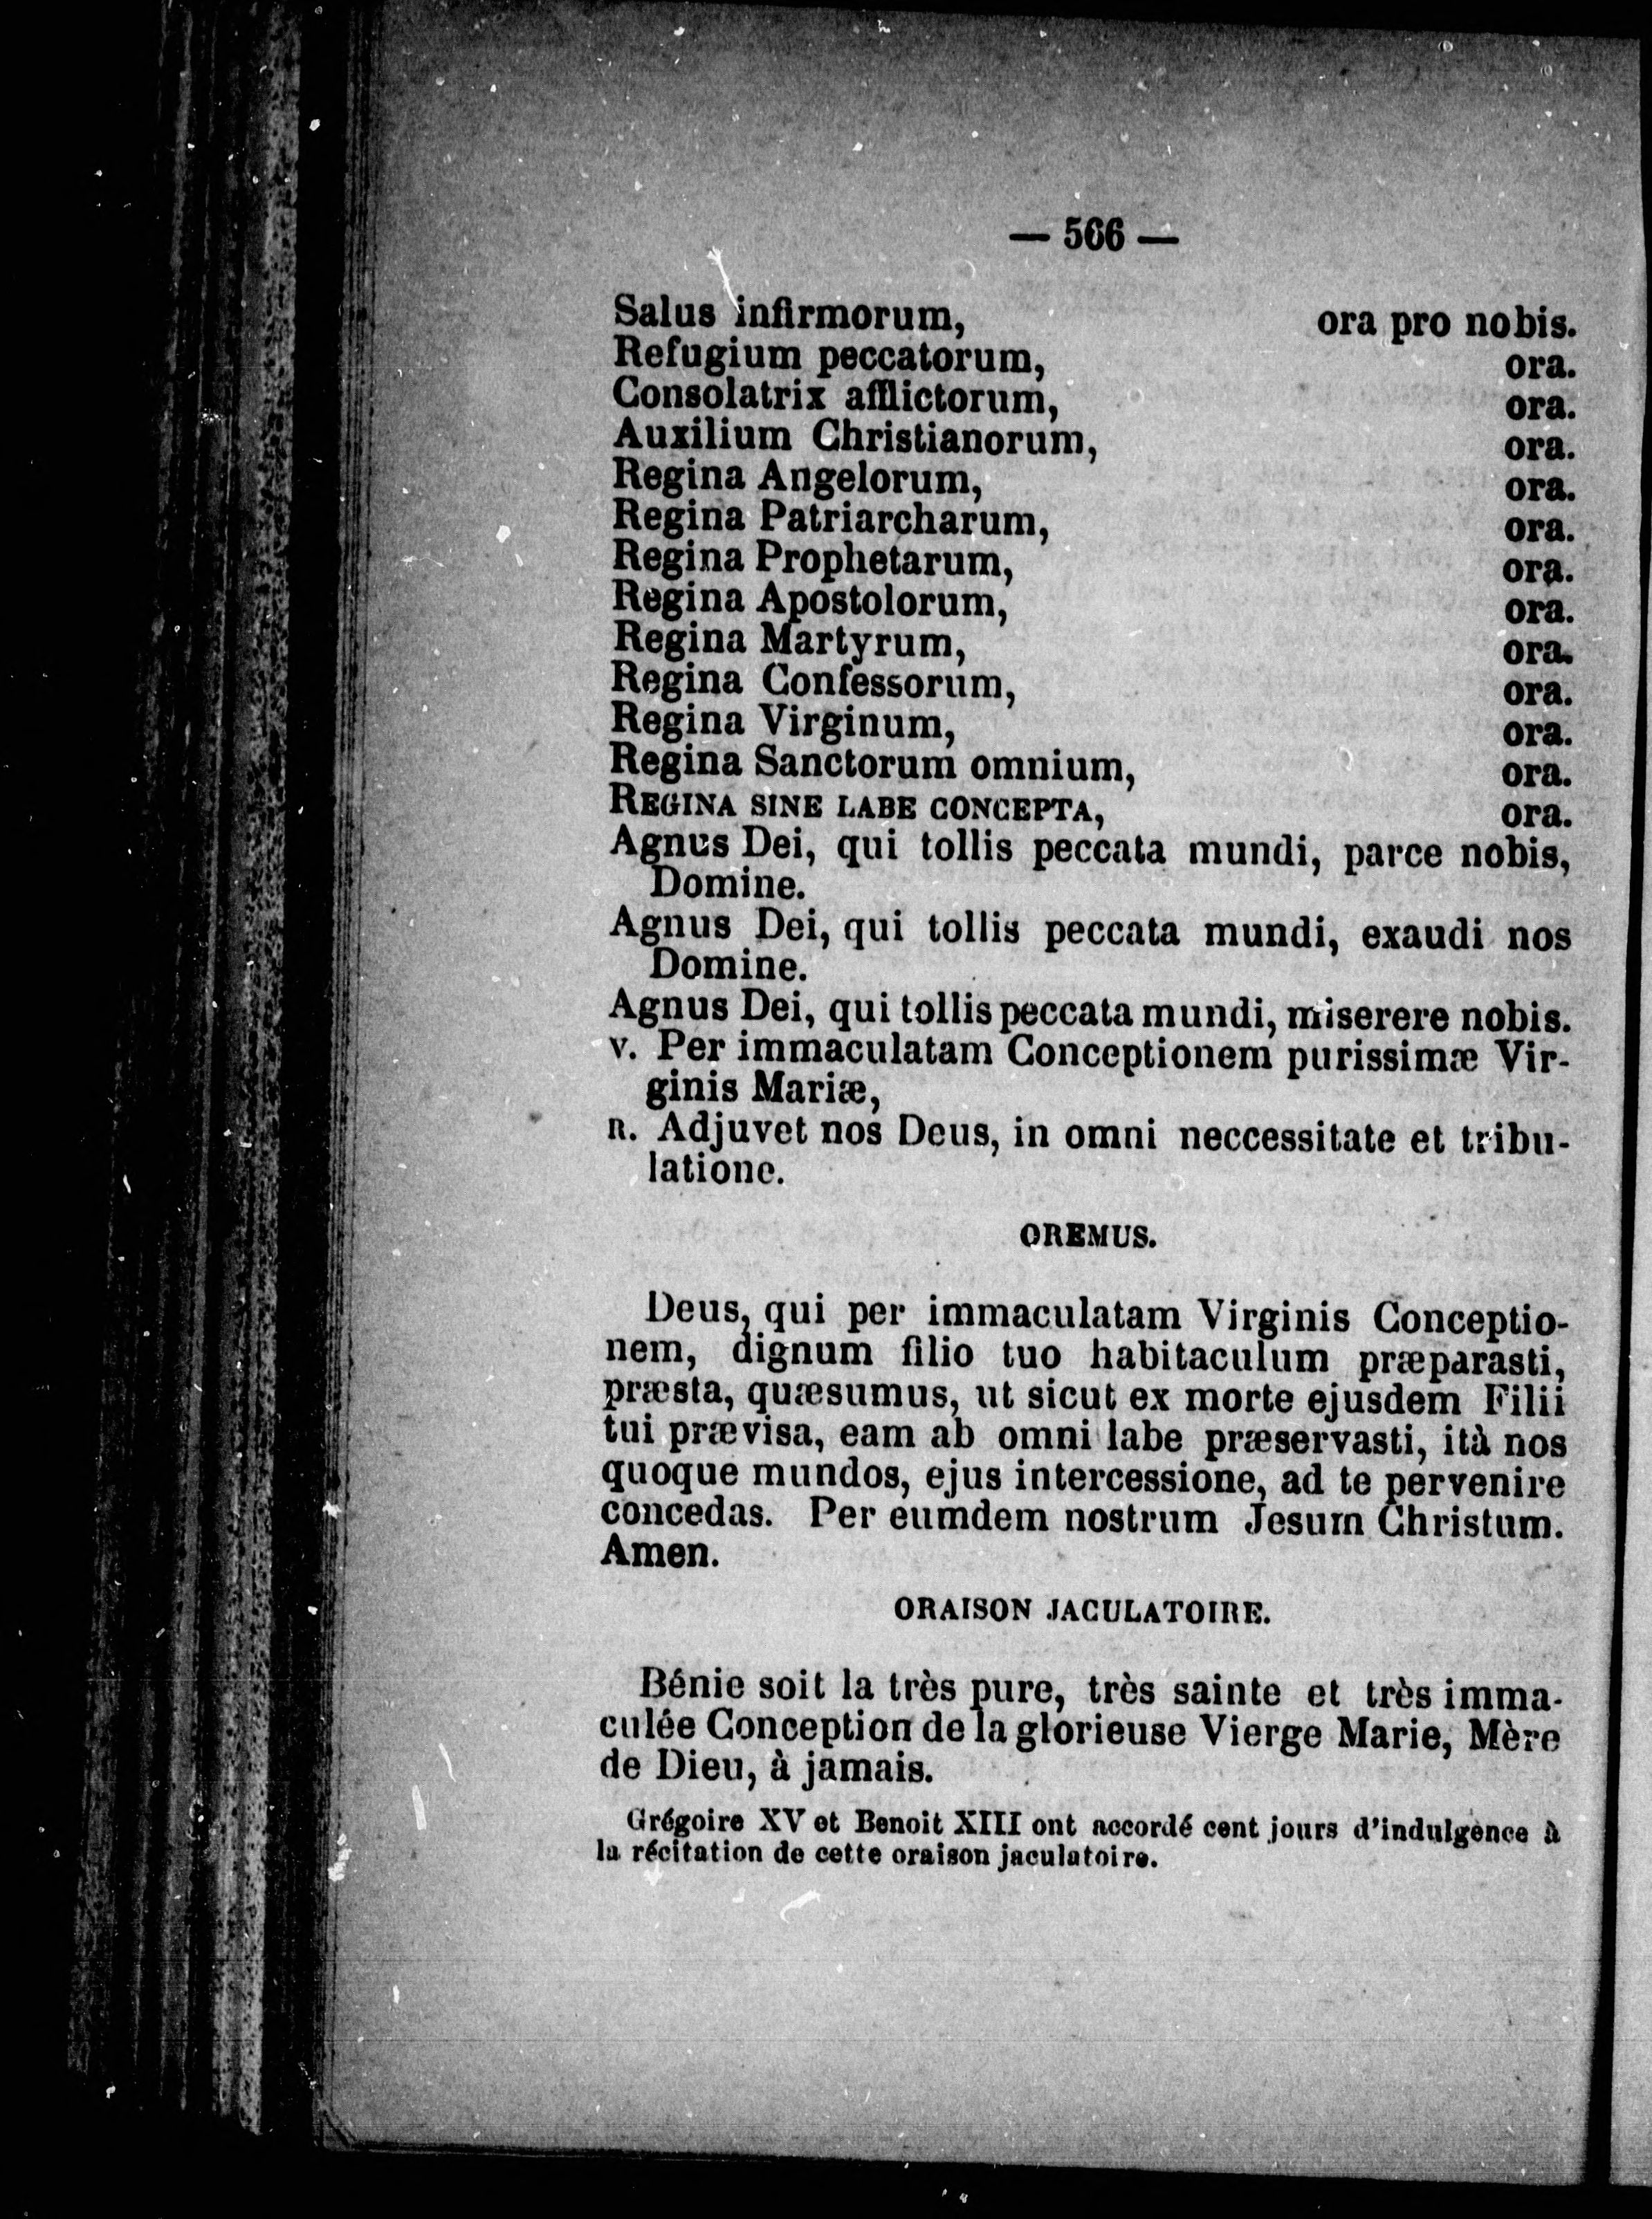 — 566 —
Salus infirmorum, ora pro nobis.
Refugium peccatorum, ora.
Consolatrix afflictorum, ora.
Auxilium Christianorum, ora.
Regina Angelorum, ora.
Regina Patriarcharum, ora.
Regina Prophetarum, ora.
Regina Apostolorum, ora.
Regina Martyrum, ora.
Regina Confessorum, ora.
Regina Virginum, ora.
Regina Sanctorum omnium, ora.
REGINA SINE LABE CONCEPTA, ora.
Agnus Dei, qui tollis peccata mundi, parce nobis,
Domine.
Agnus Dei, qui tollis peccata mundi, exaudi nos
Domine.
Agnus Dei, qui tollis peccata mundi, miserere nobis.
v. Per immaculatam Conceptionem purissimæ Vir-
ginis Mariæ,
R. Adjuvet nos Deus, in omni neccessitate et tribu-
latione.
OREMUS.
Deus, qui per immaculatam Virginis Conceptio-
nem, dignum filio tuo habitaculum præparasti,
præsta, quæsumus, ut sicut ex morte ejusdem Filii
tui prævisa, eam ab omni labe præservasti, ità nos
quoque mundos, ejus intercessione, ad te pervenire
concedas. Per eumdem nostrum Jesum Christum.
Amen.
ORAISON JACULATOIRE.
Bénie soit la très pure, très sainte et très imma-
culée Conception de la glorieuse Vierge Marie, Mère
de Dieu, à jamais.
Grégoire XV et Benoit XIII ont accordé cent jours d'indulgence à
la récitation de cette oraison jaculatoire.